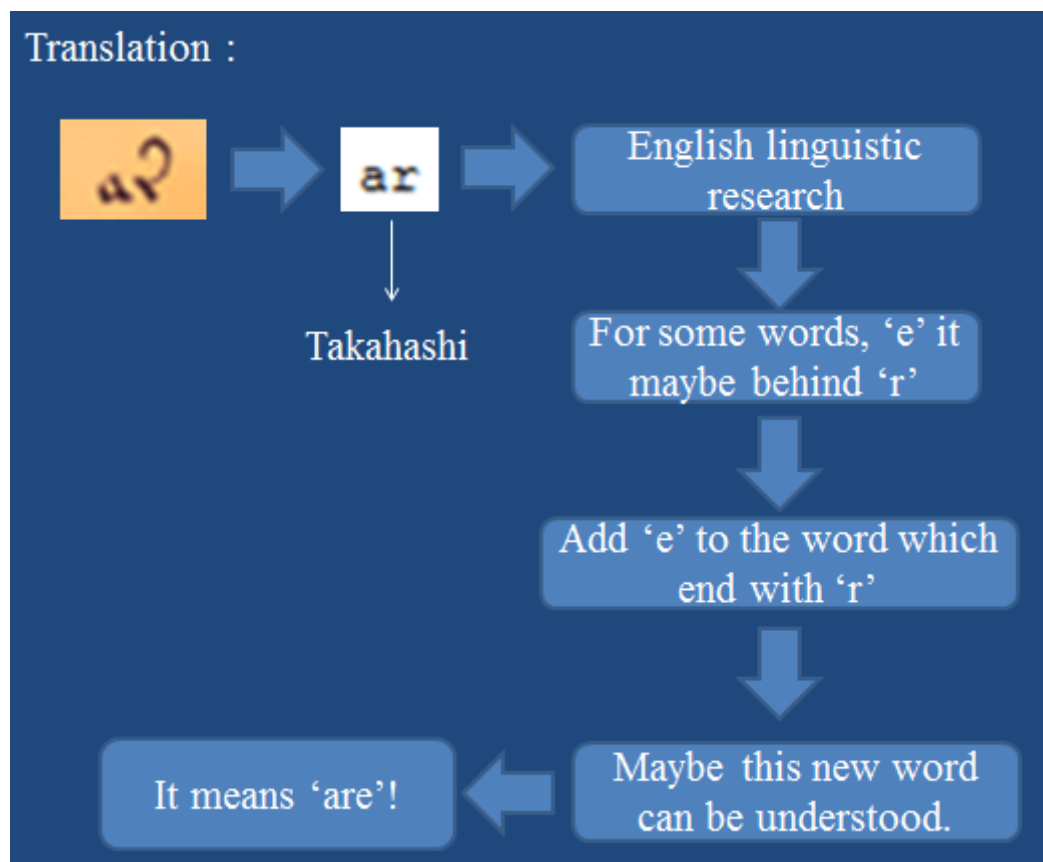 Translation :
ar
Takahashi
English linguistic
research
For some words, ‘e’ it
maybe behind ‘r’
Add ‘e’ to the word which
end with ‘r’
Maybe this new word
can be understood.
It means ‘are’!